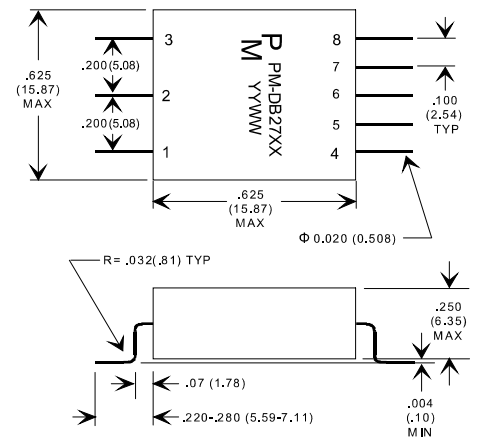 3
2
1
8
7
6
5
4
P
M
PM-DB27XX
YYWW
.200(5.08)
.200(5.08)
.625
(15.87)
MAX
.100
(2.54)
TYP
.625
(15.87)
MAX
Φ 0.020 (0.508)
R= .032(.81) TYP
.250
(6.35)
MAX
.07 (1.78)
.220-.280 (5.59-7.11)
.004
(.10)
MIN